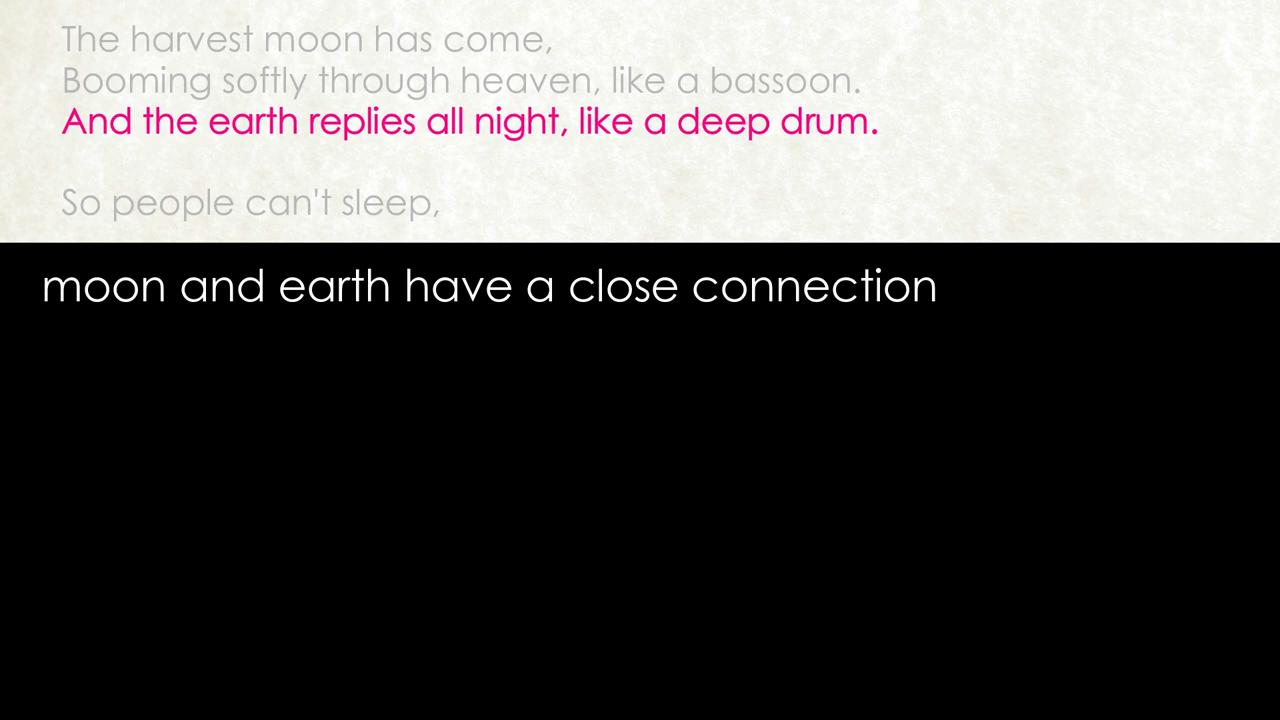 The harvest moon has come,
Booming softly through heaven, like a bassoon.
And the earth replies all night, like a deep drum.
So people can't sleep,
moon and earth have a close connection